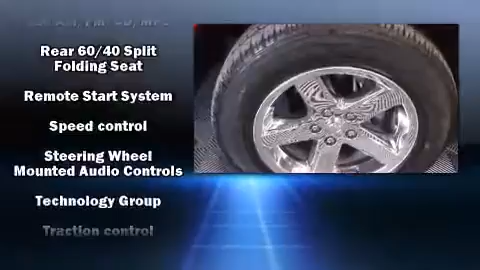 Rear 60/40 Split
Folding Seat
Remote Start System
Speed control
Steering Wheel
Mounted Audio Controls
Technology Group
Traction control